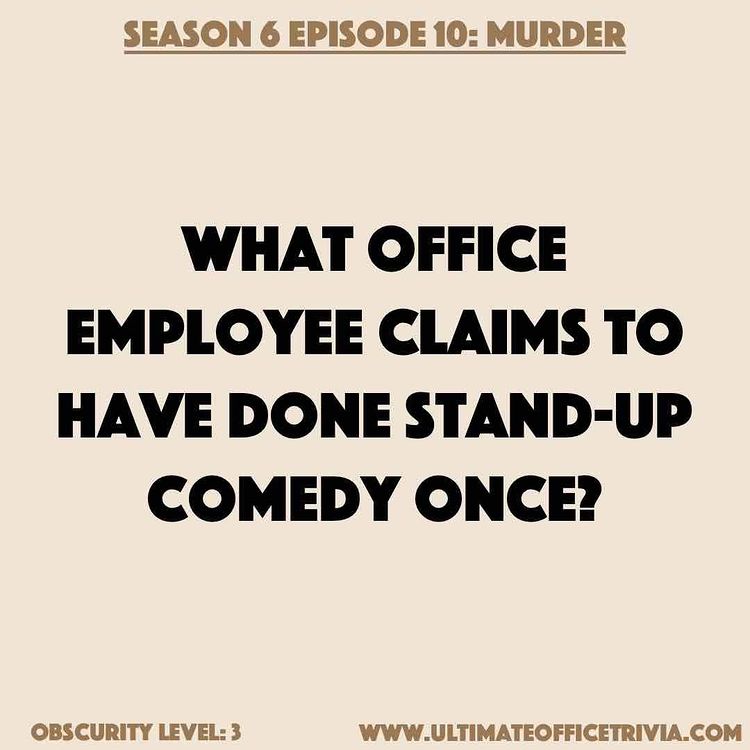 SEASON 6 EPISODE 10: MURDER
WHAT OFFICE
EMPLOYEE CLAIMS TO
HAVE DONE STAND-UP
COMEDY ONCE?
OBSCURITY LEVEL: 3
WWW.ULTIMATEOFFICETRIVIA.COM